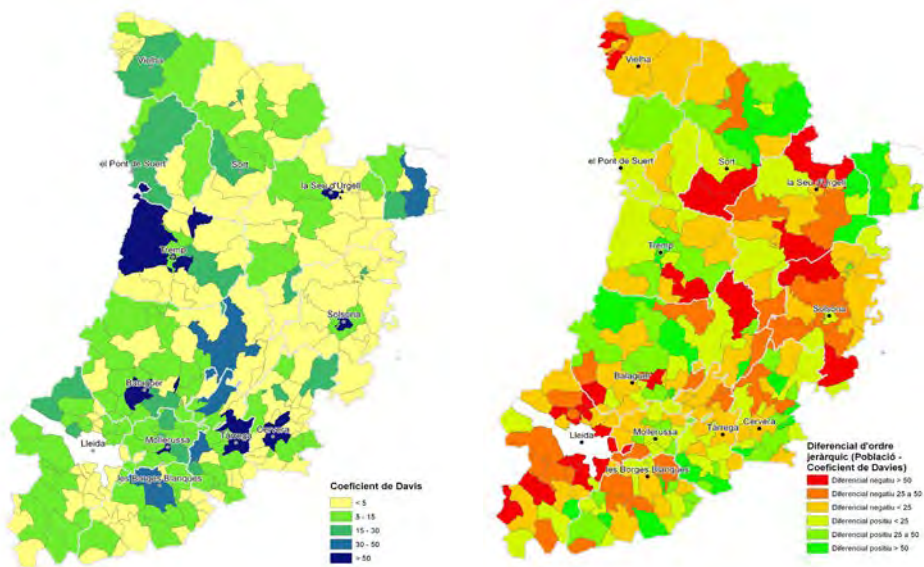 Vielha
el Pont de Suert
Sort
la Seu d'Urgell
Tremp
Solsona
Balaguer
Lleida
Mollerussa
Tàrrega
Cervera
les Borges Blanques
Coeficient de Davis
< 5
5 - 15
15 - 30
30 - 50
> 50
Vielha
el Pont de Suert
Sort
la Seu d'Urgell
Tremp
Solsona
Balaguer
Lleida
Mollerussa
Tàrrega
Cervera
les Borges Blanques
Diferencial d'ordre
jeràrquic (Població -
Coeficient de Davies)
Diferencial negatiu > 50
Diferencial negatiu 25 a 50
Diferencial negatiu < 25
Diferencial positiu < 25
Diferencial positiu 25 a 50
Diferencial positiu > 50